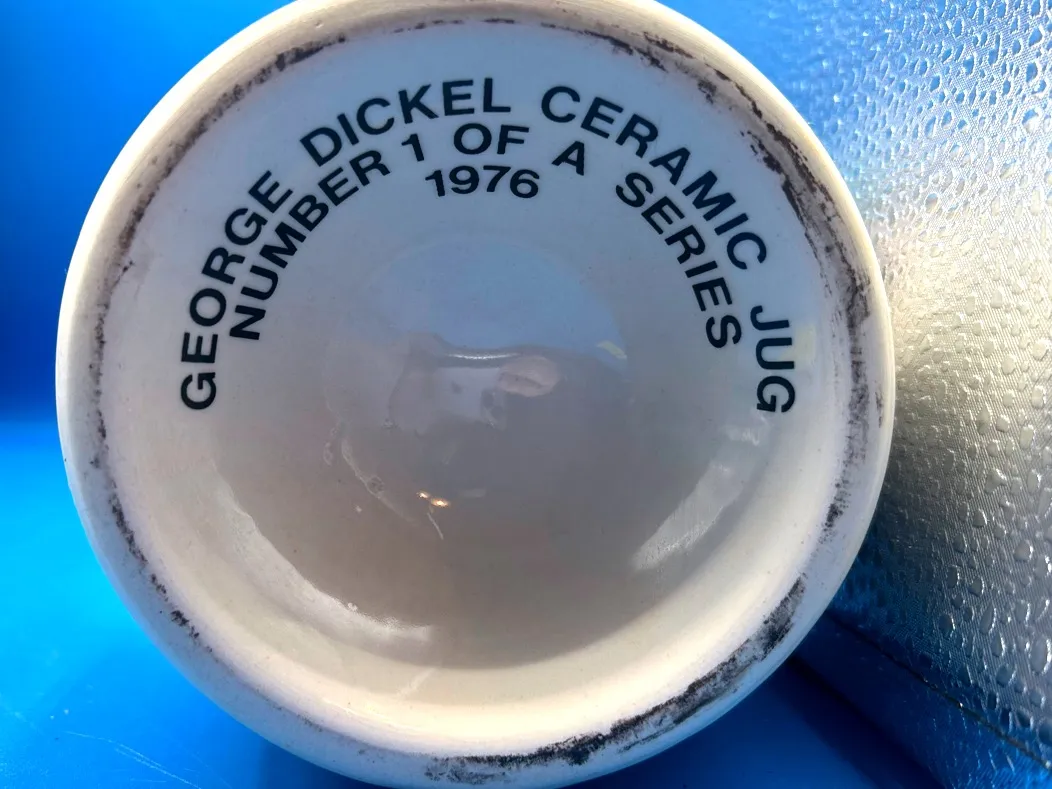 GEORGE DICKEL CERAMIC JUG
NUMBER 1 OF A SERIES
1976